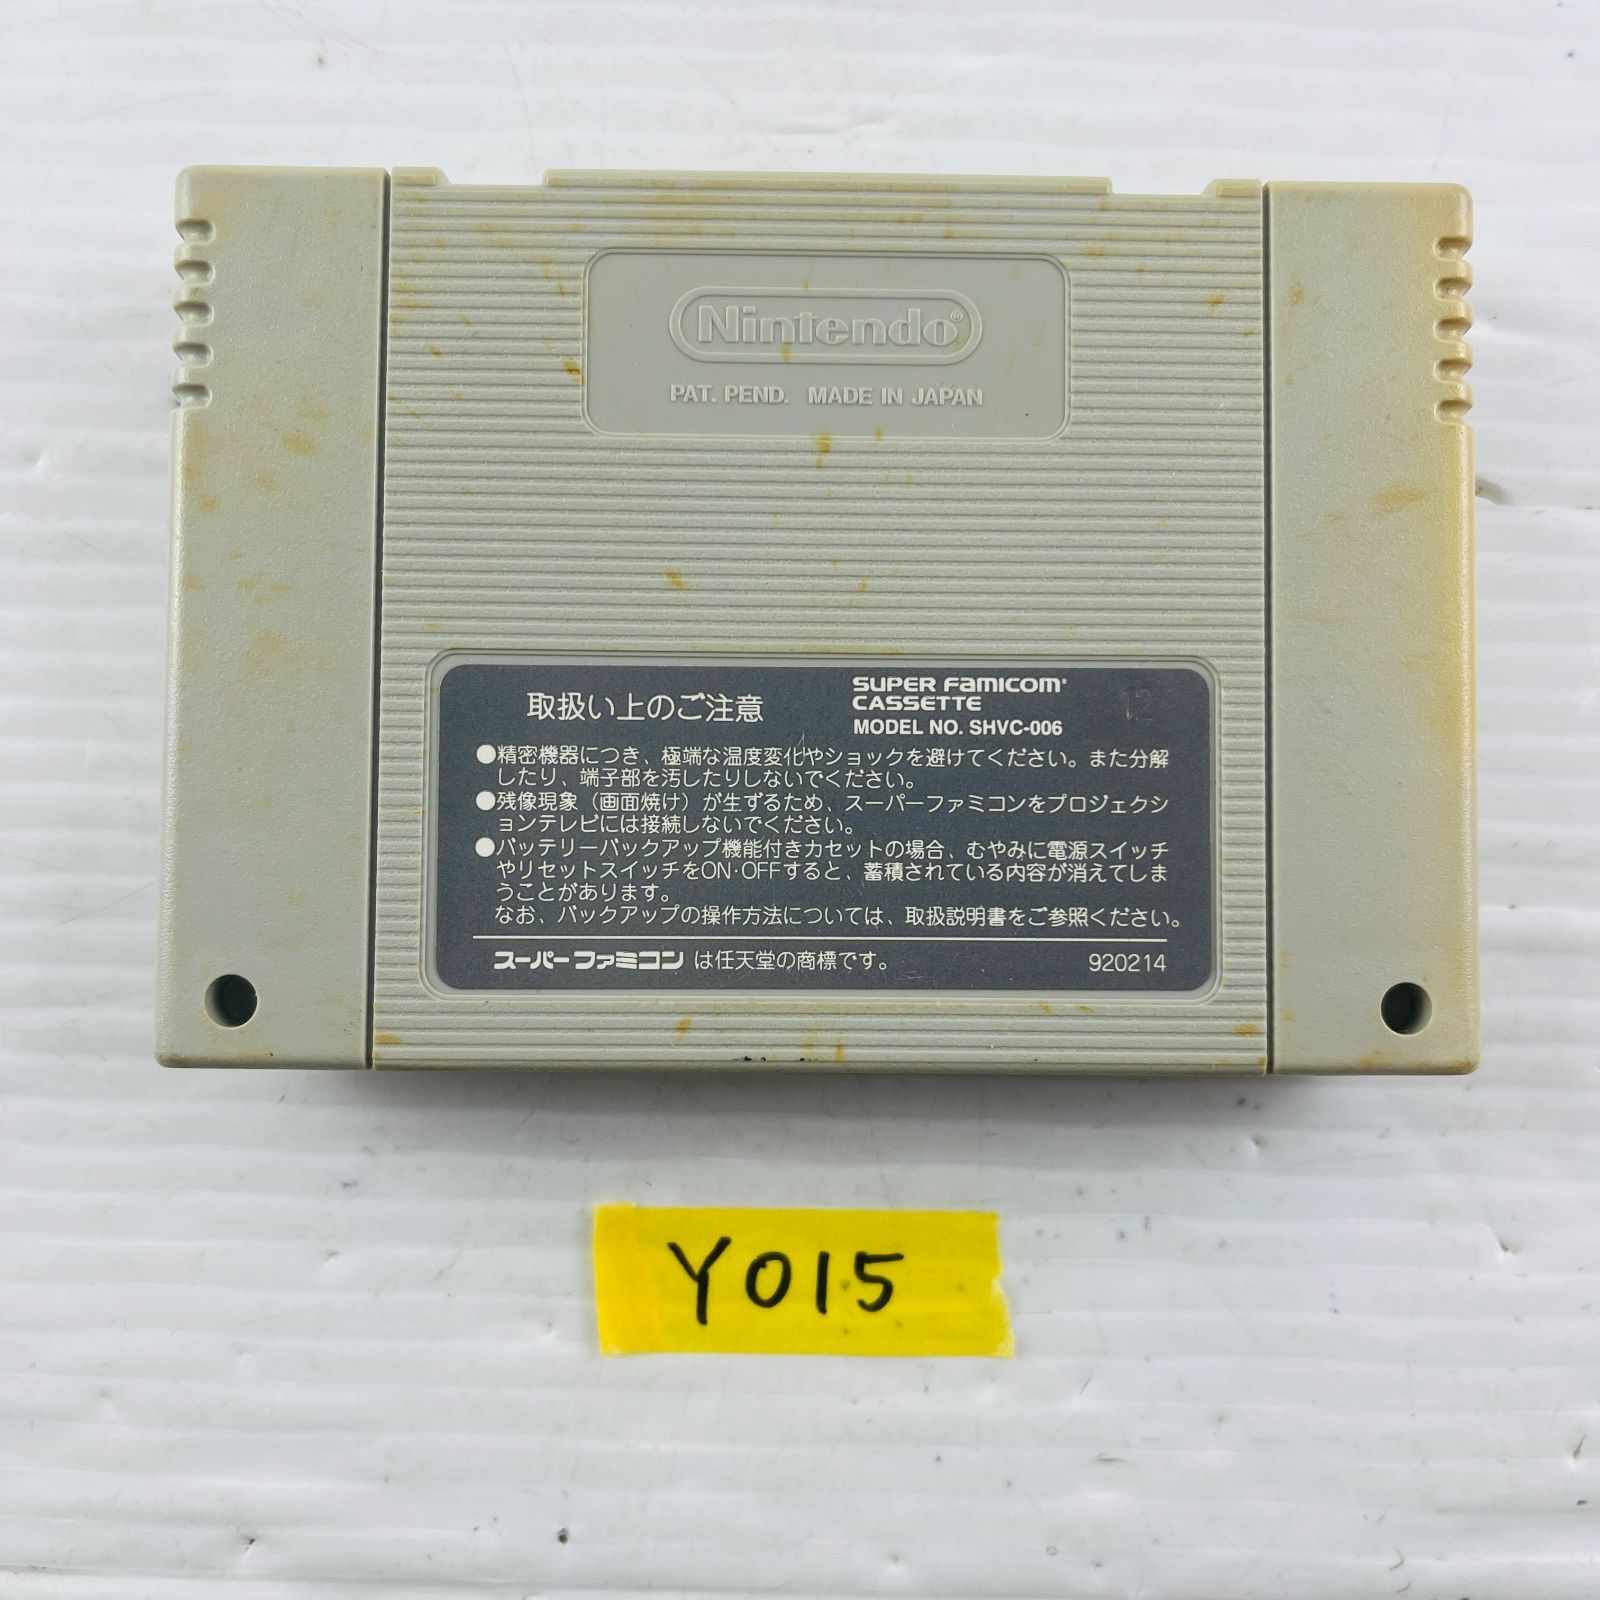 Nintendo®
PAT. PEND. MADE IN JAPAN
取扱い上のご注意
SUPER FAMICOM
CASSETTE
MODEL NO. SHVC-006
12
●精密機器につき、極端な温度変化やショックを避けてください。また分解
したり、端子部を汚したりしないでください。
●残像現象（画面焼け）が生ずるため、スーパーファミコンをプロジェクシ
ョンテレビには接続しないでください。
●バッテリーバックアップ機能付きカセットの場合、むやみに電源スイッチ
やリセットスイッチをON・OFFすると、蓄積されている内容が消えてしま
うことがあります。
なお、バックアップの操作方法については、取扱説明書をご参照ください。
スーパーファミコン は任天堂の商標です。
920214
Y015